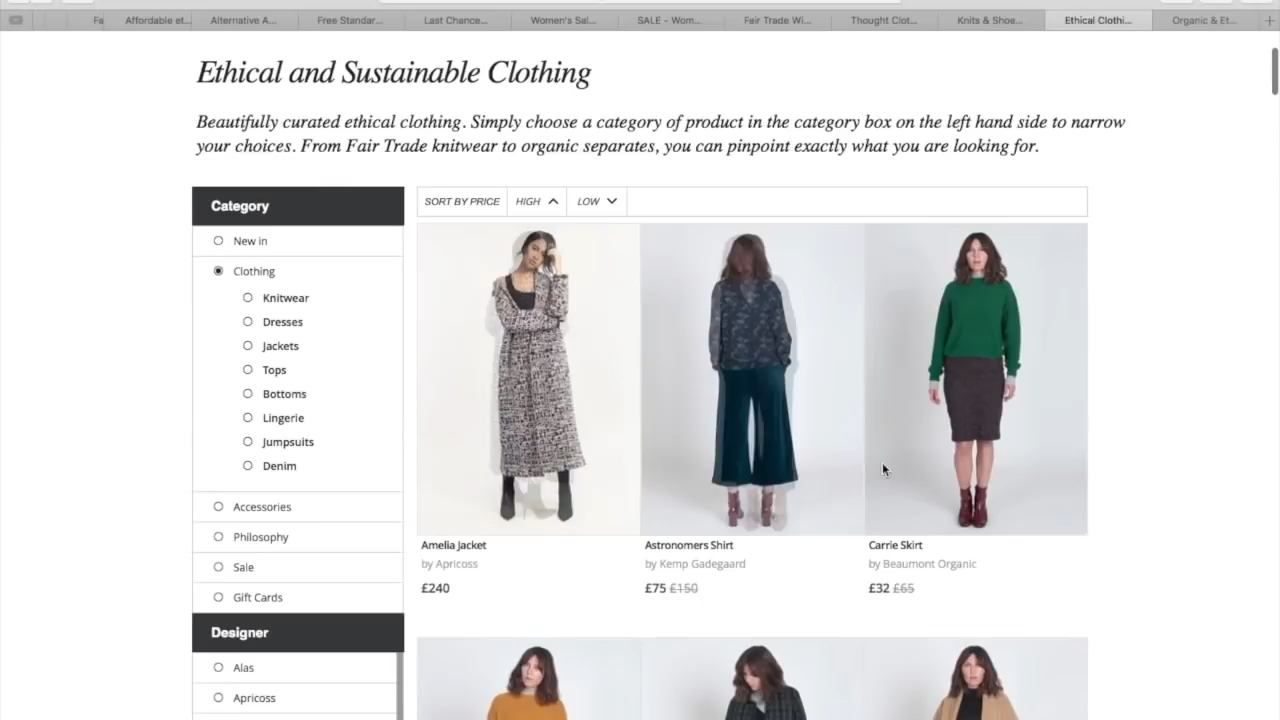 Fa
Affordable et...
Alternative A...
Free Standar...
Last Chance...
Women's Sal...
SALE - Wom...
Fair Trade Wi...
Thought Clot...
Knits & Shoe...
Ethical Clothi...
Organic & Et...
Ethical and Sustainable Clothing
Beautifully curated ethical clothing. Simply choose a category of product in the category box on the left hand side to narrow
your choices. From Fair Trade knitwear to organic separates, you can pinpoint exactly what you are looking for.
Category
New in
Clothing
Knitwear
Dresses
Jackets
Tops
Bottoms
Lingerie
Jumpsuits
Denim
Accessories
Philosophy
Sale
Gift Cards
Designer
Alas
Apricoss
SORT BY PRICE HIGH LOW
Amelia Jacket
by Apricoss
£240
Astronomers Shirt
by Kemp Gadegaard
£75 £150
Carrie Skirt
by Beaumont Organic
£32 £65